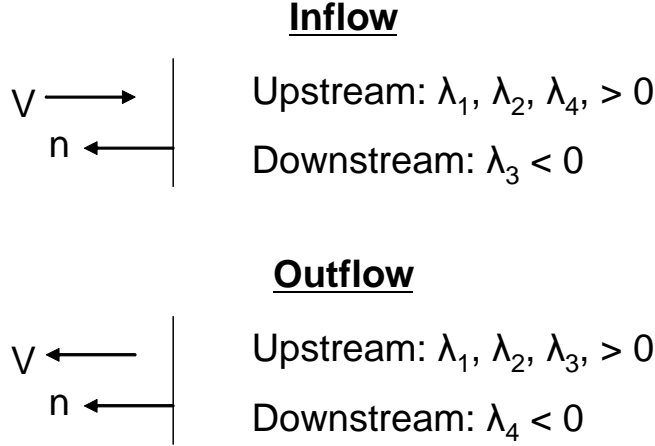 Inflow
V
Upstream: λ₁, λ₂, λ₄, > 0
n
Downstream: λ₃ < 0
Outflow
V
Upstream: λ₁, λ₂, λ₃, > 0
n
Downstream: λ₄ < 0